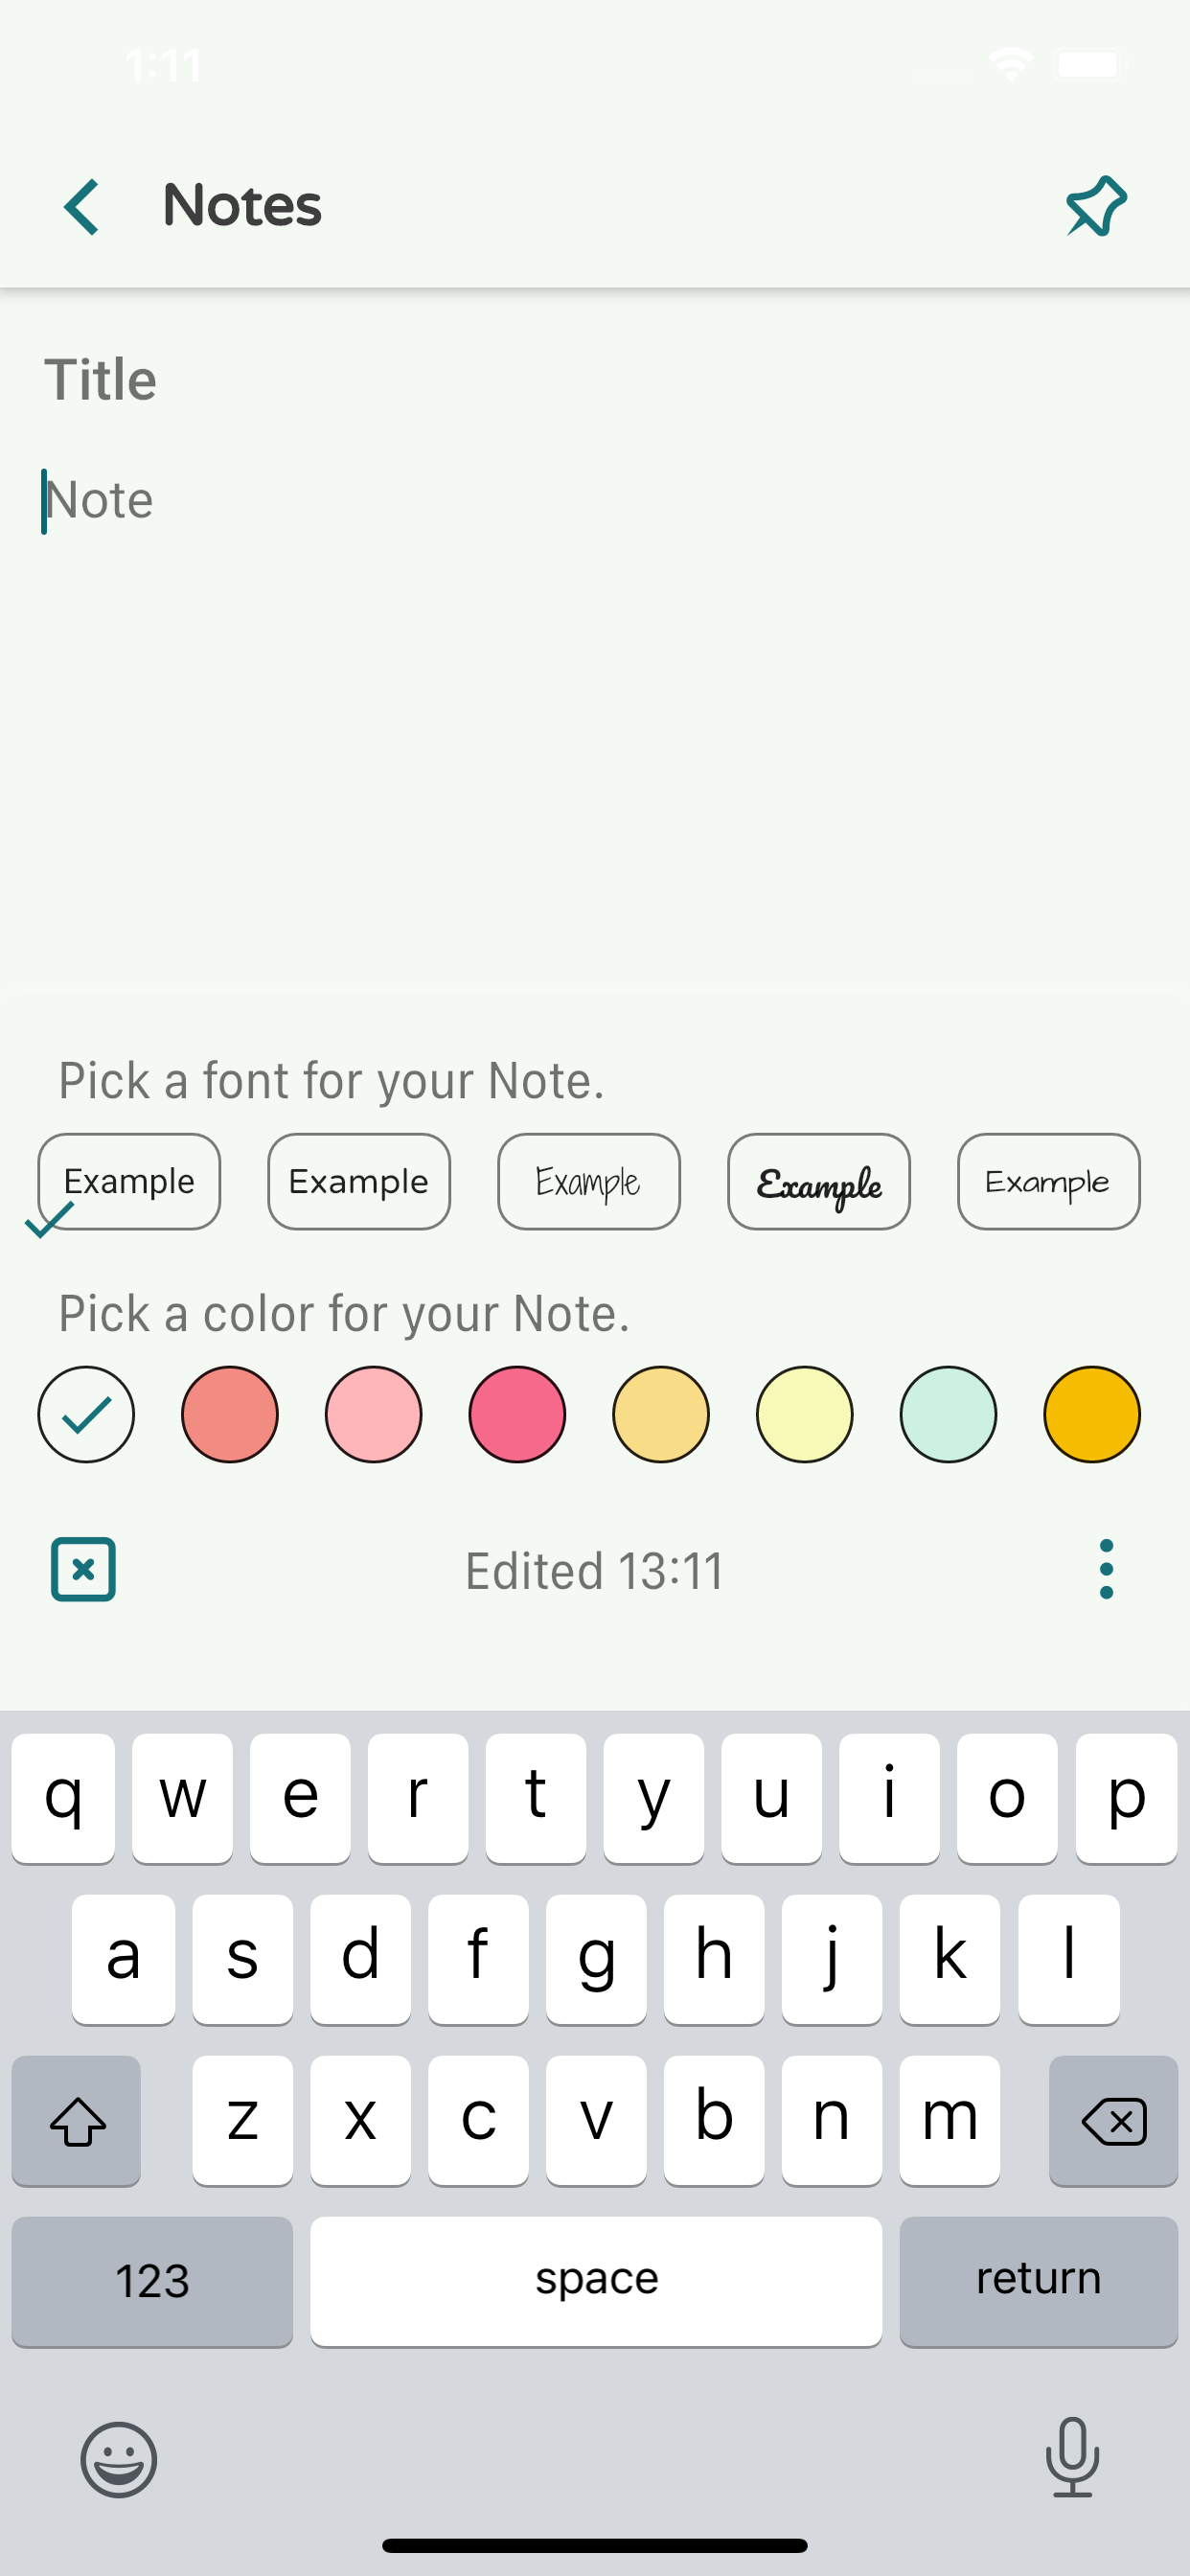 1:11
Notes
Title
Note
Pick a font for your Note.
Example Example Example Example Example
Pick a color for your Note.
Edited 13:11
q w e r t y u i o p
a s d f g h j k l
z x c v b n m
123 space return